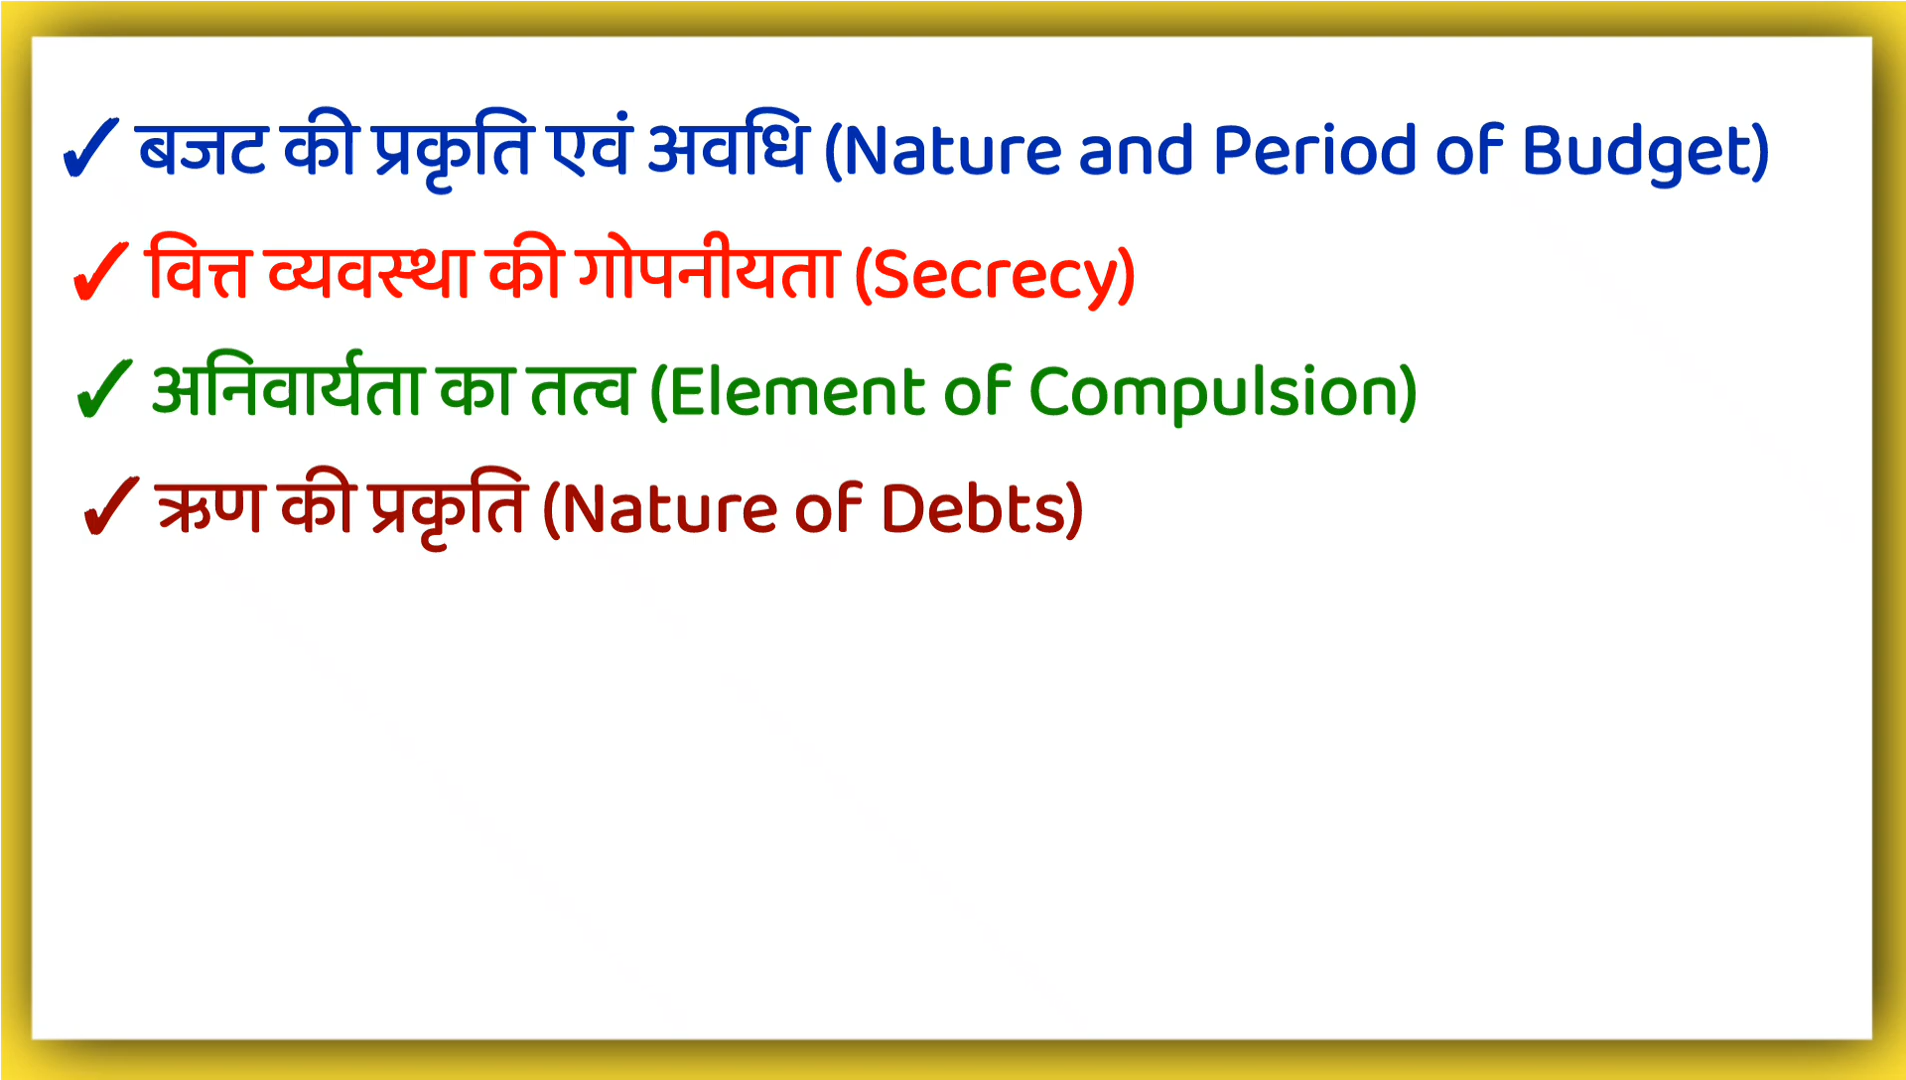 ✓ बजट की प्रकृति एवं अवधि (Nature and Period of Budget)
✓ वित्त व्यवस्था की गोपनीयता (Secrecy)
✓ अनिवार्यता का तत्व (Element of Compulsion)
✓ ऋण की प्रकृति (Nature of Debts)